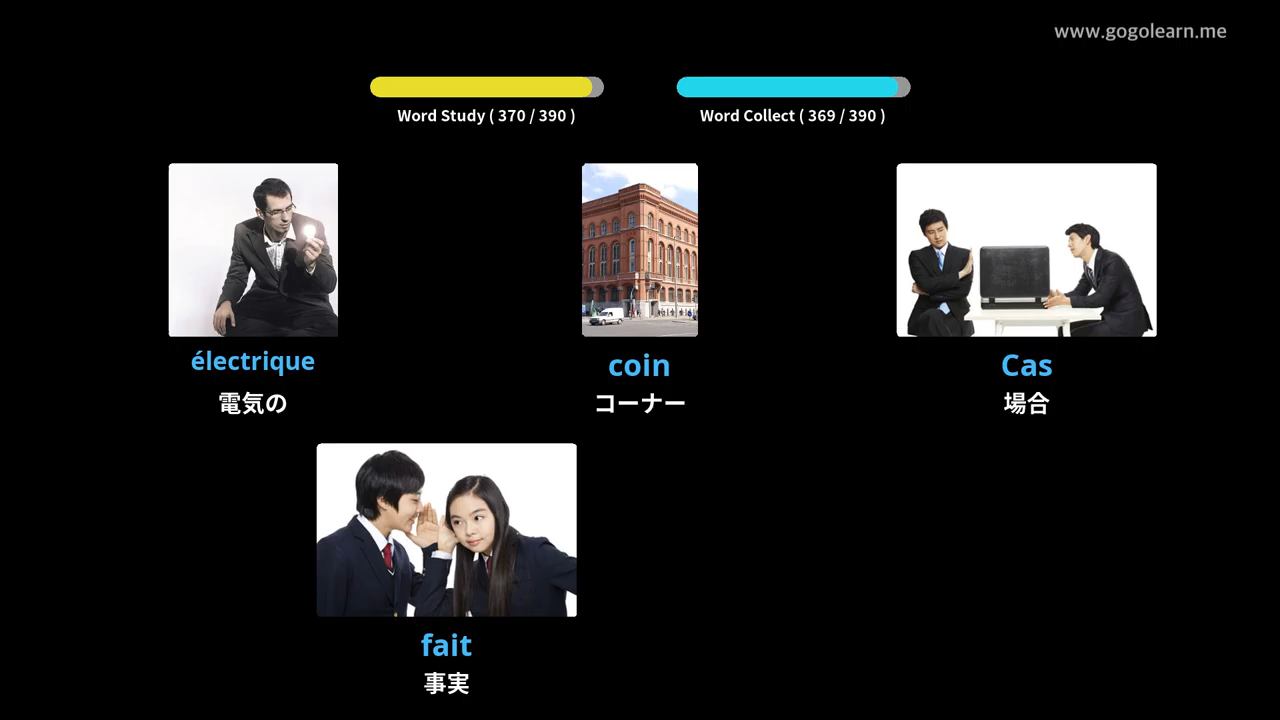 www.gogolearn.me
Word Study ( 370 / 390 )
Word Collect ( 369 / 390 )
électrique
電気の
coin
コーナー
Cas
場合
fait
事実